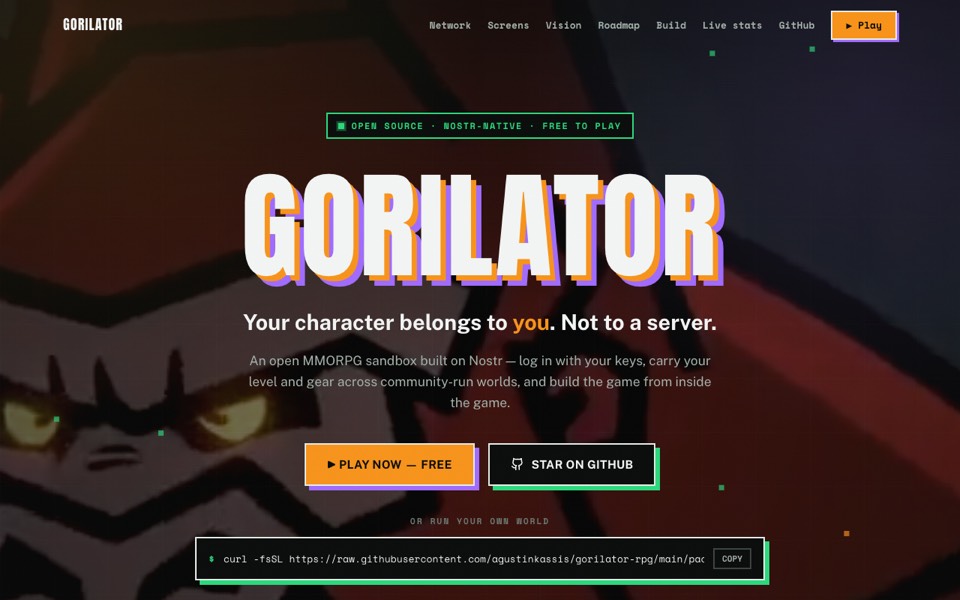 GORILATOR
Network Screens Vision Roadmap Build Live stats GitHub ▶ Play
OPEN SOURCE · NOSTR-NATIVE · FREE TO PLAY
GORILATOR
Your character belongs to you. Not to a server.
An open MMORPG sandbox built on Nostr — log in with your keys, carry your
level and gear across community-run worlds, and build the game from inside
the game.
▶ PLAY NOW — FREE
STAR ON GITHUB
OR RUN YOUR OWN WORLD
$ curl -fsSL https://raw.githubusercontent.com/agustinkassis/gorilator-rpg/main/pac
COPY